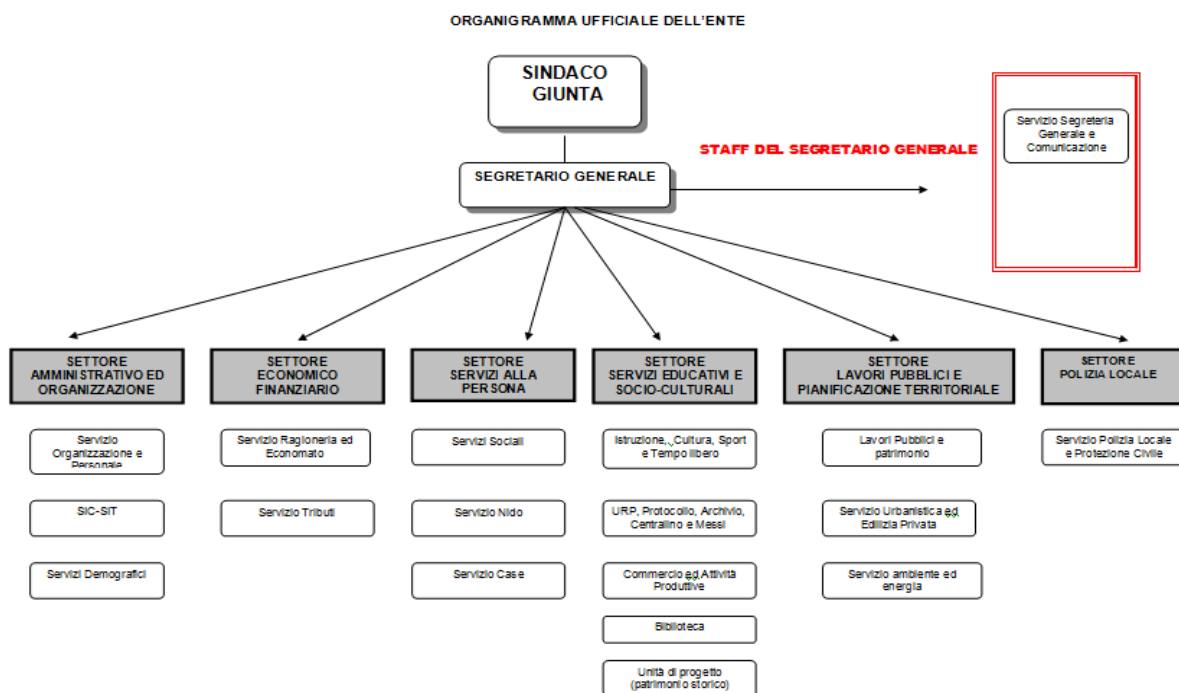 ORGANIGRAMMA UFFICIALE DELL'ENTE
SINDACO
GIUNTA
Servizio Segreteria
Generale e
Comunicazione
STAFF DEL SEGRETARIO GENERALE
SEGRETARIO GENERALE
SETTORE
AMMINISTRATIVO ED
ORGANIZZAZIONE
SETTORE
ECONOMICO
FINANZIARIO
SETTORE
SERVIZI ALLA
PERSONA
SETTORE
SERVIZI EDUCATIVI E
SOCIO-CULTURALI
SETTORE
LAVORI PUBBLICI E
PIANIFICAZIONE TERRITORIALE
SETTORE
POLIZIA LOCALE
Servizio
Organizzazione e
Personale
Servizio Ragioneria ed
Economato
Servizi Sociali
Istruzione, Cultura, Sport
e Tempo libero
Lavori Pubblici e
patrimonio
Servizio Polizia Locale
e Protezione Civile
SIC-SIT
Servizio Tributi
Servizio Nido
URP, Protocollo, Archivio,
Centralino e Messi
Servizio Urbanistica ed
Edilizia Privata
Servizi Demografici
Servizio Case
Commercio ed Attività
Produttive
Servizio ambiente ed
energia
Biblioteca
Unità di progetto
(patrimonio storico)